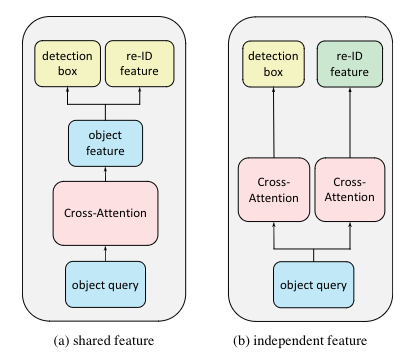 detection
box
re-ID
feature
object
feature
Cross-Attention
object query
(a) shared feature
detection
box
re-ID
feature
Cross-
Attention
Cross-
Attention
object query
(b) independent feature